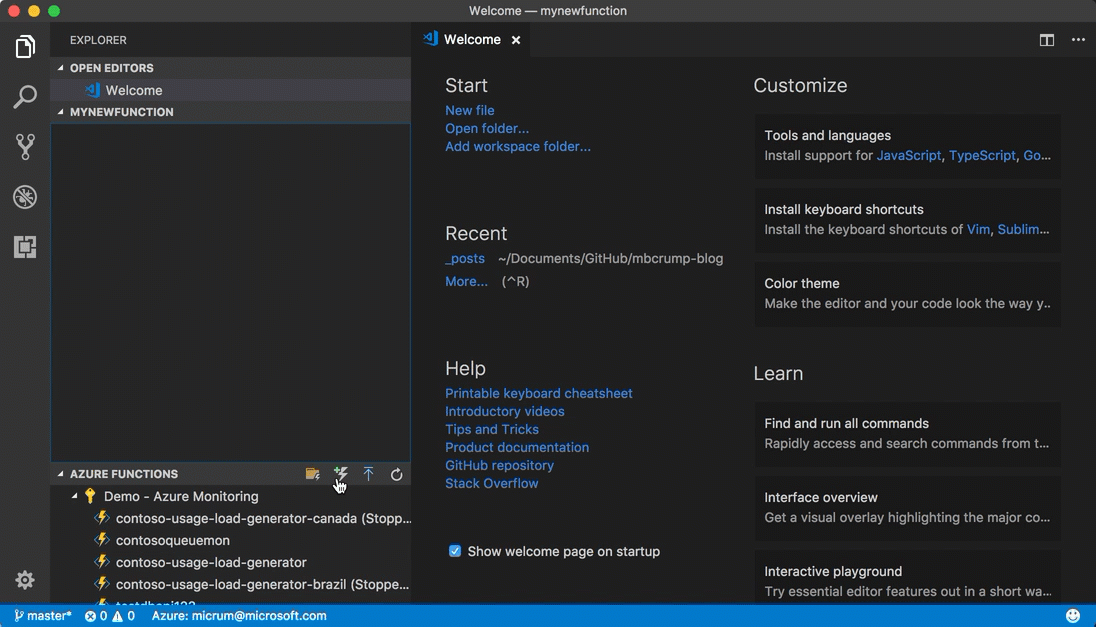 Welcome — mynewfunction
EXPLORER
OPEN EDITORS
Welcome
MYNEWFUNCTION
AZURE FUNCTIONS
Demo - Azure Monitoring
contoso-usage-load-generator-canada (Stopp...
contosoqueuemon
contoso-usage-load-generator
contoso-usage-load-generator-brazil (Stoppe...
Welcome
Start
New file
Open folder...
Add workspace folder...
Recent
_posts ~/Documents/GitHub/mbcrump-blog
More... (^R)
Help
Printable keyboard cheatsheet
Introductory videos
Tips and Tricks
Product documentation
GitHub repository
Stack Overflow
Show welcome page on startup
Customize
Tools and languages
Install support for JavaScript, TypeScript, Go...
Install keyboard shortcuts
Install the keyboard shortcuts of Vim, Sublim...
Color theme
Make the editor and your code look the way y..
Learn
Find and run all commands
Rapidly access and search commands from t...
Interface overview
Get a visual overlay highlighting the major co...
Interactive playground
Try essential editor features out in a short wa...
master* 0 0 Azure: micrum@microsoft.com